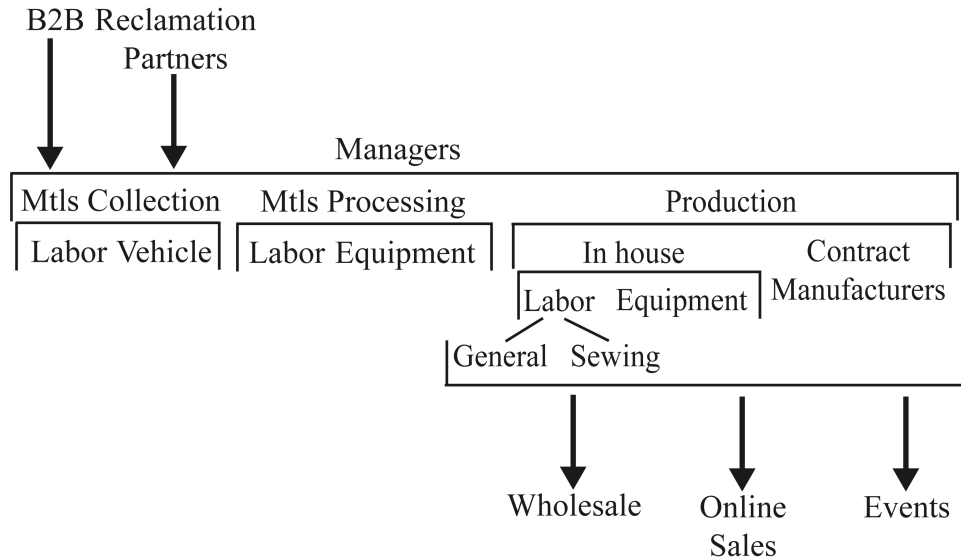 B2B Reclamation
Partners
Managers
Mtls Collection Mtls Processing Production
Labor Vehicle Labor Equipment In house Contract
Manufacturers
Labor Equipment
General Sewing
Wholesale Online Events
Sales